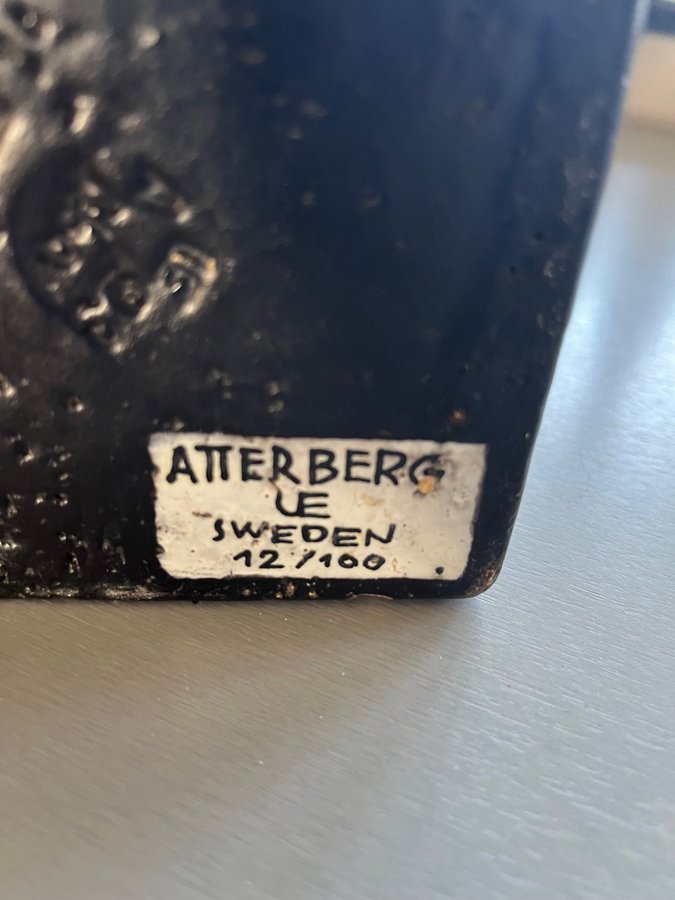 ATTERBERG
UE
SWEDEN
12/100